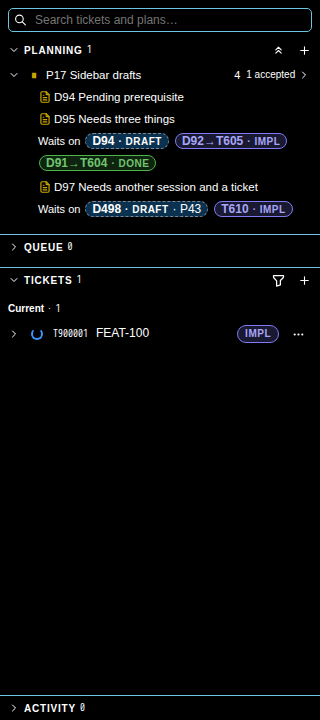 Search tickets and plans…
PLANNING 1
P17 Sidebar drafts 4 1 accepted
D94 Pending prerequisite
D95 Needs three things
Waits on D94 · DRAFT D92→T605 · IMPL
D91→T604 · DONE
D97 Needs another session and a ticket
Waits on D498 · DRAFT · P43 T610 · IMPL
QUEUE 0
TICKETS 1
Current · 1
T900001 FEAT-100 IMPL ···
ACTIVITY 0